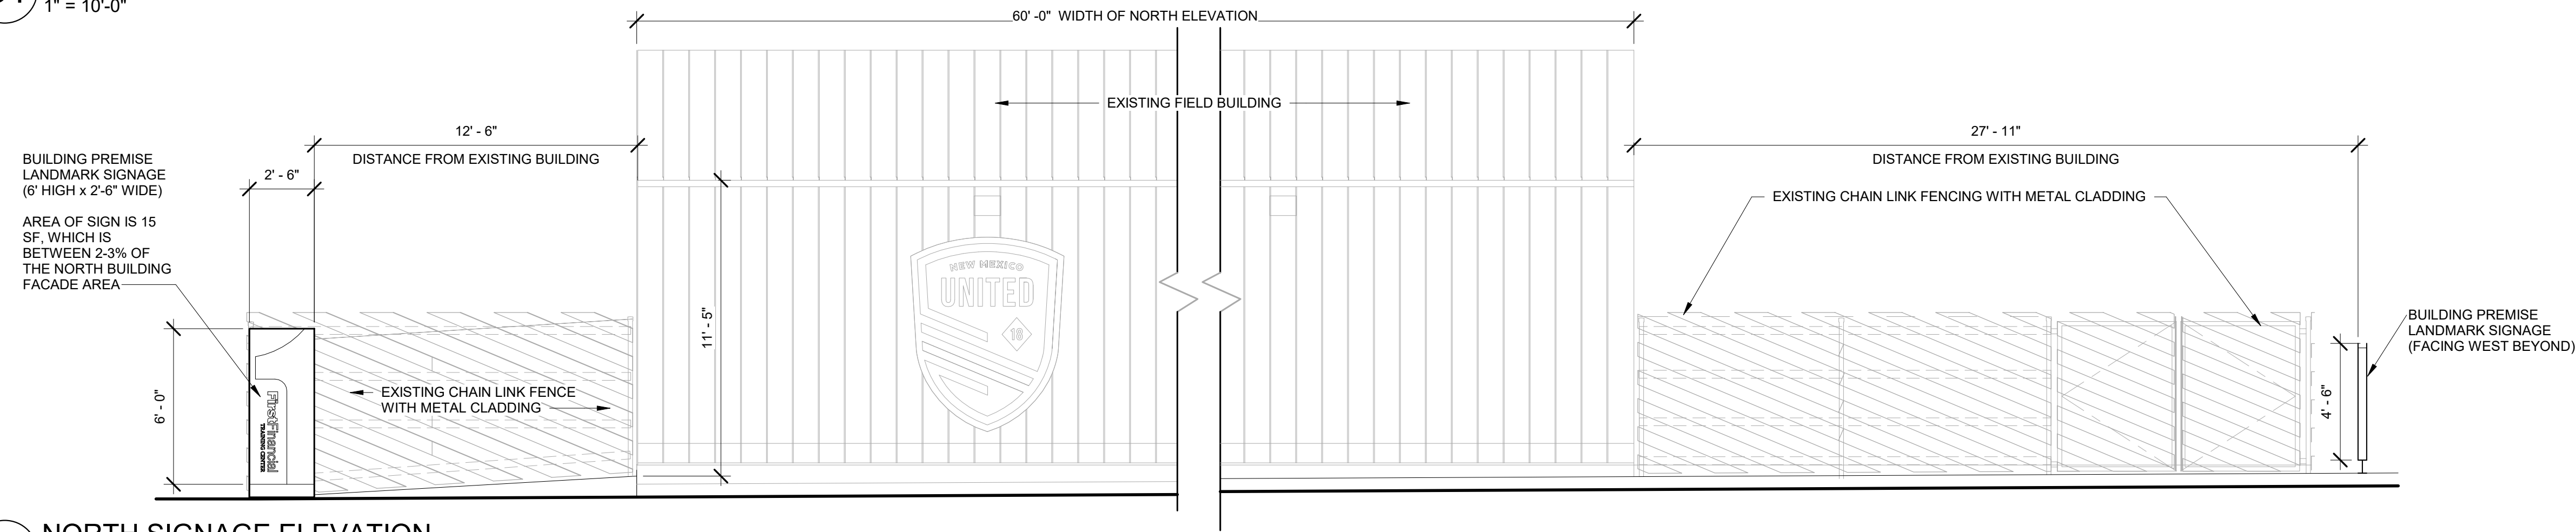 1" = 10'-0"
60' -0" WIDTH OF NORTH ELEVATION
EXISTING FIELD BUILDING
12' - 6"
DISTANCE FROM EXISTING BUILDING
27' - 11"
DISTANCE FROM EXISTING BUILDING
BUILDING PREMISE
LANDMARK SIGNAGE
(6' HIGH x 2'-6" WIDE)
2' - 6"
AREA OF SIGN IS 15
SF, WHICH IS
BETWEEN 2-3% OF
THE NORTH BUILDING
FACADE AREA
EXISTING CHAIN LINK FENCING WITH METAL CLADDING
NEW MEXICO
UNITED
18
11' - 5"
BUILDING PREMISE
LANDMARK SIGNAGE
(FACING WEST BEYOND)
6' - 0"
FirstFinancial
TRAINING CENTER
EXISTING CHAIN LINK FENCE
WITH METAL CLADDING
4' - 6"
NORTH SIGNAGE ELEVATION